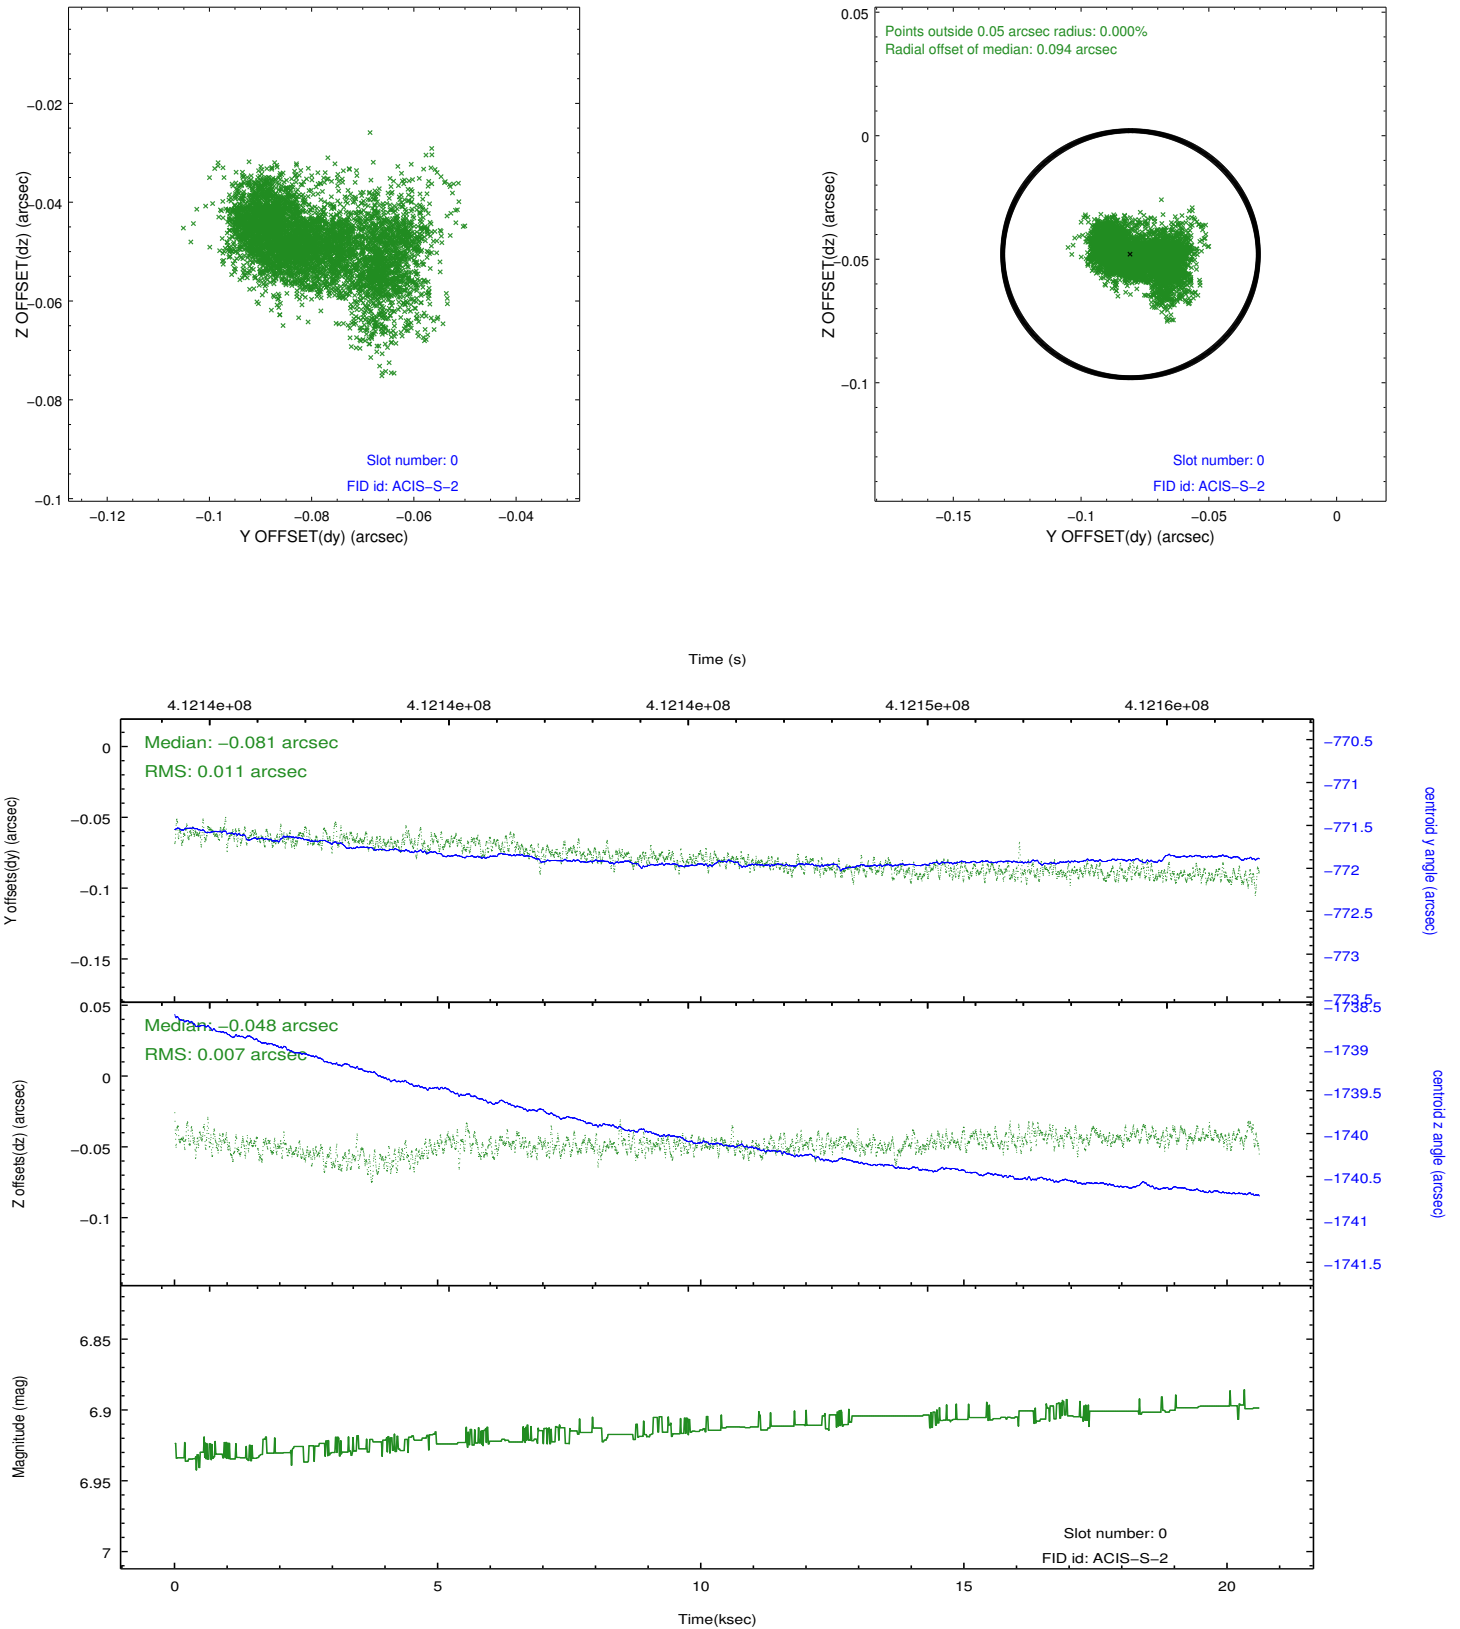 −0.02
−0.04
−0.06
−0.08
−0.1
Z OFFSET(dz) (arcsec)
Slot number: 0
FID id: ACIS−S−2
−0.12
−0.1
−0.08
−0.06
−0.04
Y OFFSET(dy) (arcsec)
0.05
0
−0.05
−0.1
Z OFFSET(dz) (arcsec)
Points outside 0.05 arcsec radius: 0.000%
Radial offset of median: 0.094 arcsec
Slot number: 0
FID id: ACIS−S−2
−0.15
−0.1
−0.05
0
Y OFFSET(dy) (arcsec)
Time (s)
4.1214e+08
4.1214e+08
4.1214e+08
4.1215e+08
4.1216e+08
Median: −0.081 arcsec
RMS: 0.011 arcsec
0
−0.05
−0.1
−0.15
Y offsets(dy) (arcsec)
−770.5
−771
−771.5
−772
−772.5
−773
−773.5
centroid y angle (arcsec)
Median: −0.048 arcsec
RMS: 0.007 arcsec
0.05
0
−0.05
−0.1
Z offsets(dz) (arcsec)
−1738.5
−1739
−1739.5
−1740
−1740.5
−1741
−1741.5
centroid z angle (arcsec)
6.85
6.9
6.95
7
Magnitude (mag)
Slot number: 0
FID id: ACIS−S−2
0
5
10
15
20
Time(ksec)